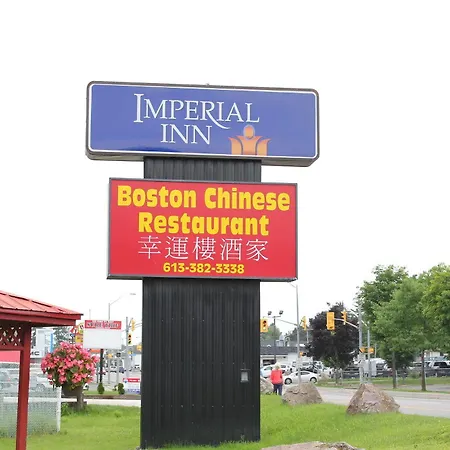 IMPERIAL
INN
Boston Chinese
Restaurant
幸運樓酒家
613-382-3338